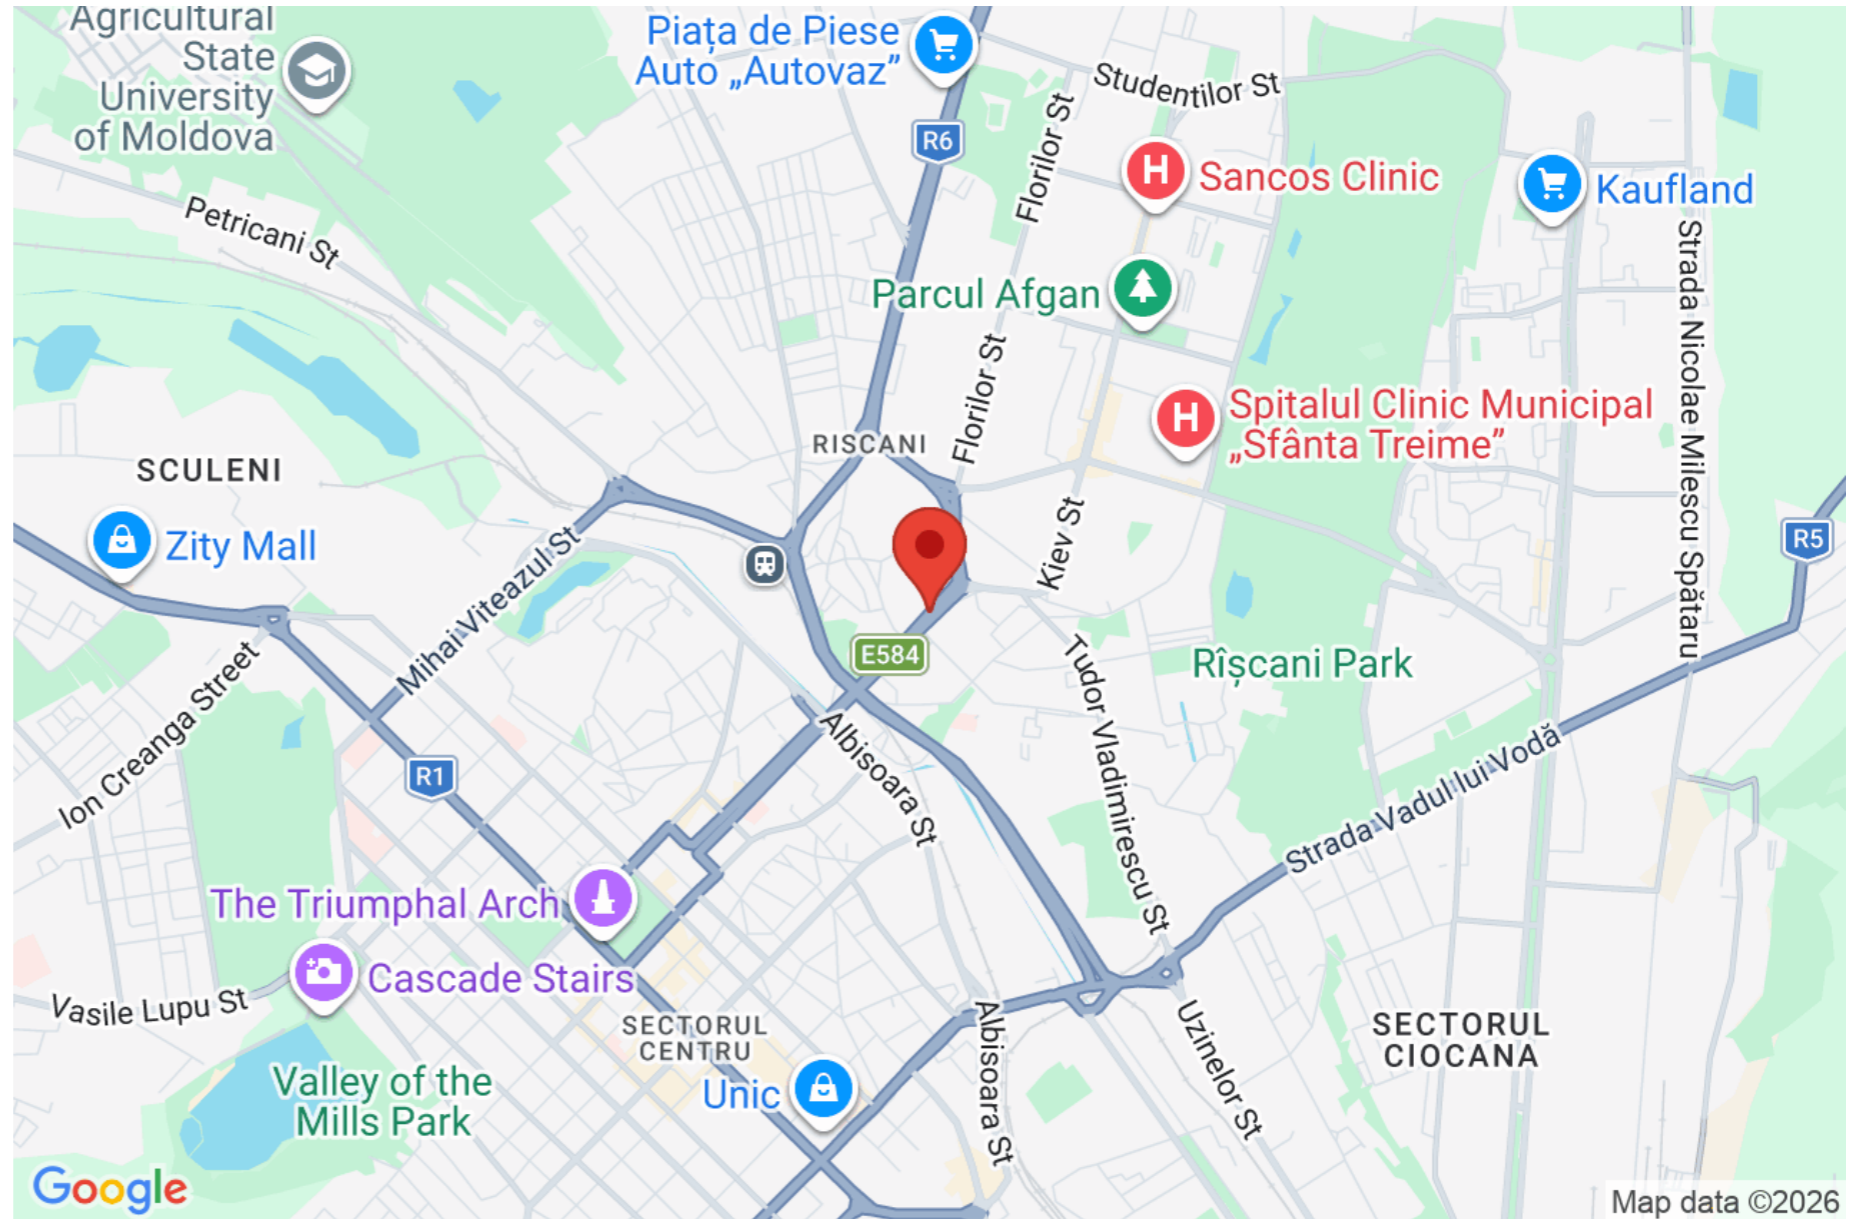 Agricultural
State
University
of Moldova
Piața de Piese
Auto „Autovaz”
R6
Studentilor St
Florilor St
Sancos Clinic
Kaufland
Petricani St
Parcul Afgan
Strada Nicolae Milescu Spătaru
Florilor St
Spitalul Clinic Municipal
„Sfânta Treime”
RISCANI
SCULENI
Zity Mall
Mihai Viteazul St
Kiev St
R5
E584
Rîșcani Park
Tudor Vladimirescu St
Ion Creanga Street
R1
Albisoara St
Strada Vadul lui Vodă
The Triumphal Arch
Cascade Stairs
Vasile Lupu St
SECTORUL
CENTRU
Albisoara St
Uzinelor St
SECTORUL
CIOCANA
Valley of the
Mills Park
Unic
Google
Map data ©2026